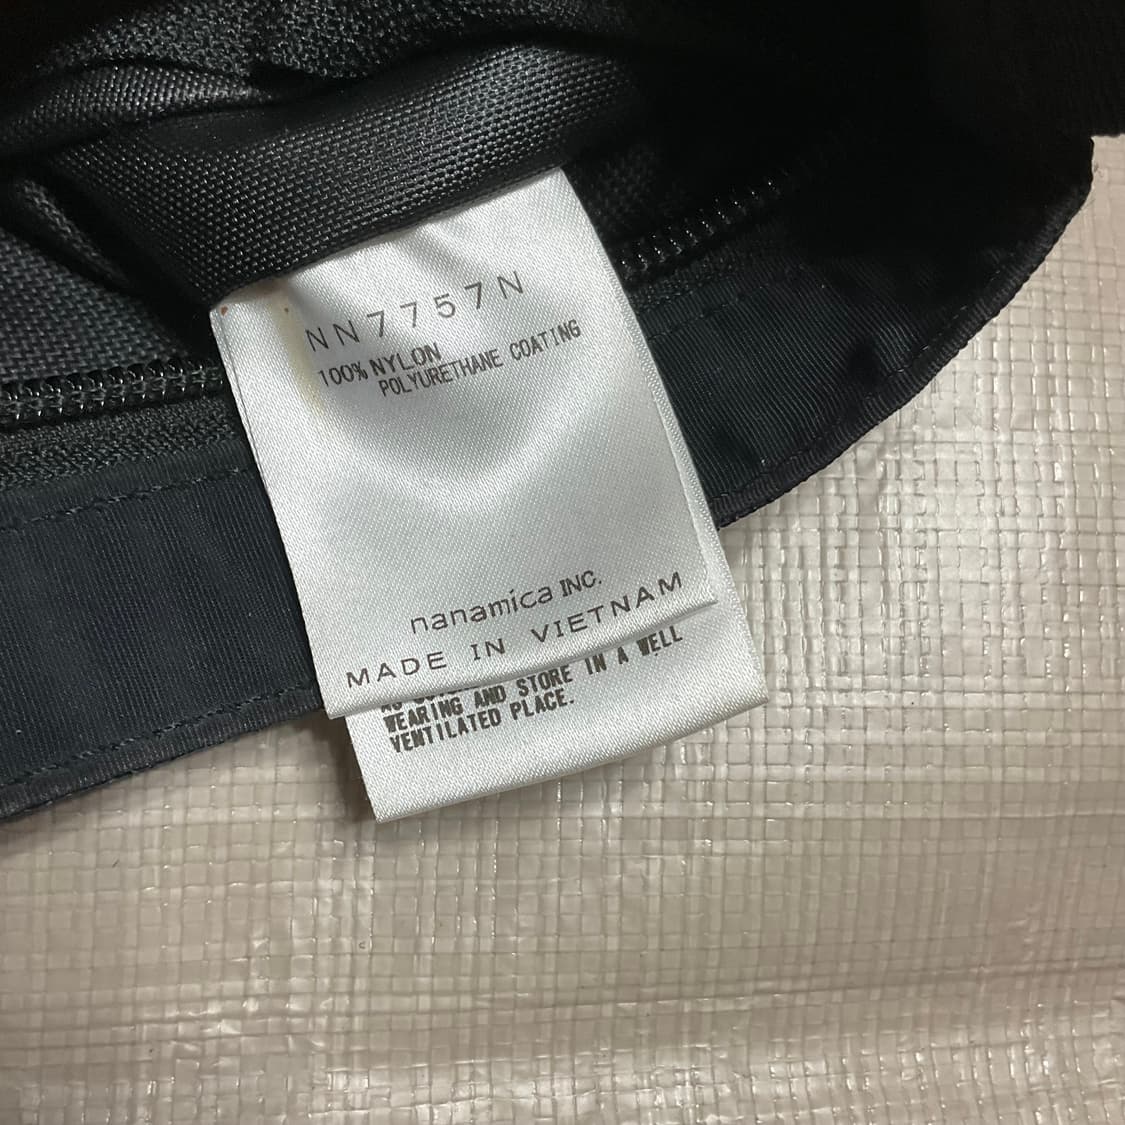 NN7757N
100% NYLON
POLYURETHANE COATING
nanamica INC.
MADE IN VIETNAM
WEARING AND STORE IN A WELL
VENTILATED PLACE.